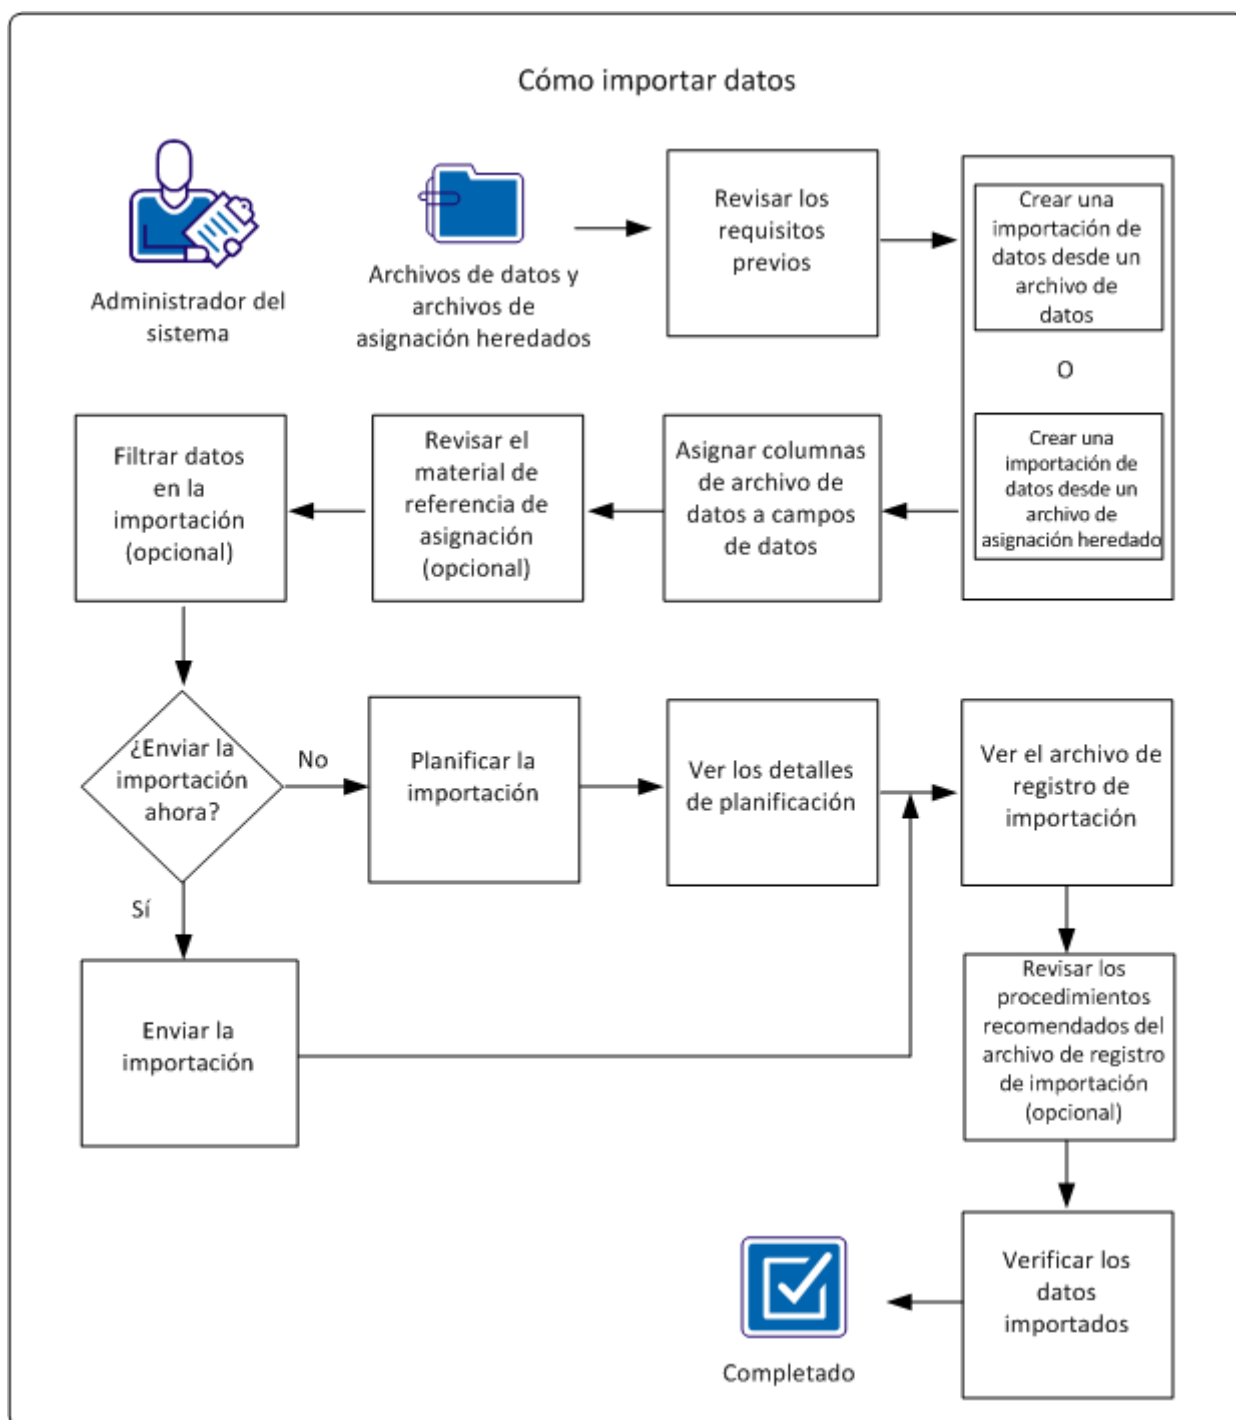 Cómo importar datos
Administrador del
sistema
Archivos de datos y
archivos de
asignación heredados
Revisar los
requisitos
previos
Crear una
importación de
datos desde un
archivo de
datos
O
Crear una
importación de
datos desde un
archivo de
asignación heredado
Asignar columnas
de archivo de
datos a campos
de datos
Revisar el
material de
referencia de
asignación
(opcional)
Filtrar datos
en la
importación
(opcional)
¿Enviar la
importación
ahora?
No
Sí
Planificar la
importación
Ver los detalles
de planificación
Ver el archivo de
registro de
importación
Enviar la
importación
Revisar los
procedimientos
recomendados del
archivo de registro
de importación
(opcional)
Verificar los
datos
importados
Completado